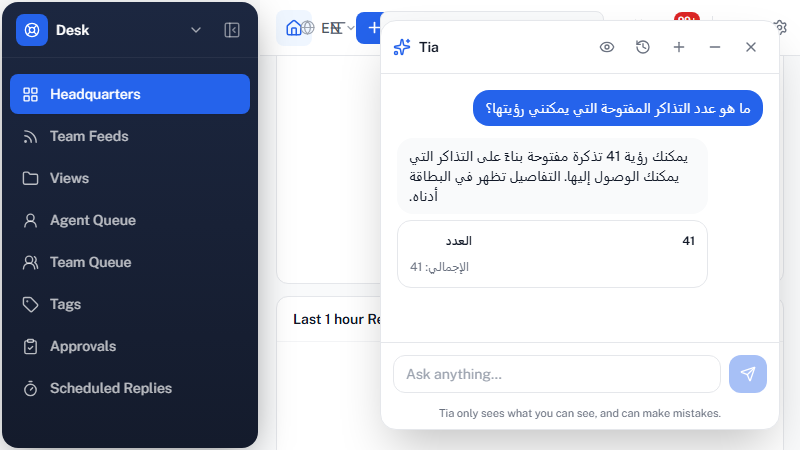 Desk
Headquarters
Team Feeds
Views
Agent Queue
Team Queue
Tags
Approvals
Scheduled Replies
EN
Last 1 hour Re
Tia
ما هو عدد التذاكر المفتوحة التي يمكنني رؤيتها؟
يمكنك رؤية 41 تذكرة مفتوحة بناءً على التذاكر التي
يمكنك الوصول إليها. التفاصيل تظهر في البطاقة
أدناه.
العدد 41
الإجمالي: 41
Ask anything...
Tia only sees what you can see, and can make mistakes.